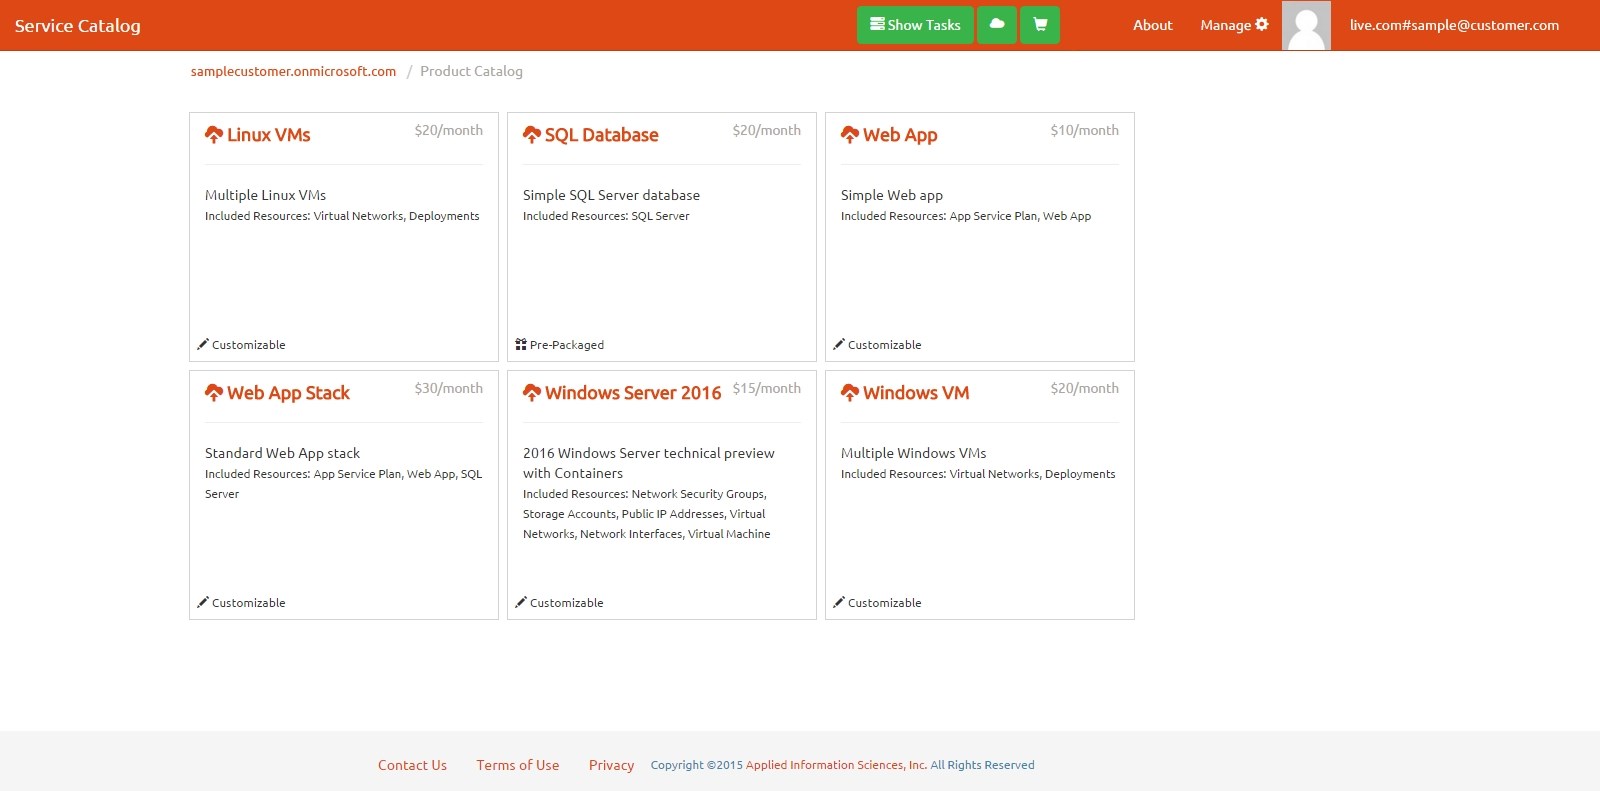 Service Catalog
Show Tasks
About
Manage
live.com#sample@customer.com
samplecustomer.onmicrosoft.com / Product Catalog
Linux VMs
$20/month
Multiple Linux VMs
Included Resources: Virtual Networks, Deployments
Customizable
SQL Database
$20/month
Simple SQL Server database
Included Resources: SQL Server
Pre-Packaged
Web App
$10/month
Simple Web app
Included Resources: App Service Plan, Web App
Customizable
Web App Stack
$30/month
Standard Web App stack
Included Resources: App Service Plan, Web App, SQL
Server
Customizable
Windows Server 2016
$15/month
2016 Windows Server technical preview
with Containers
Included Resources: Network Security Groups,
Storage Accounts, Public IP Addresses, Virtual
Networks, Network Interfaces, Virtual Machine
Customizable
Windows VM
$20/month
Multiple Windows VMs
Included Resources: Virtual Networks, Deployments
Customizable
Contact Us
Terms of Use
Privacy
Copyright ©2015 Applied Information Sciences, Inc. All Rights Reserved